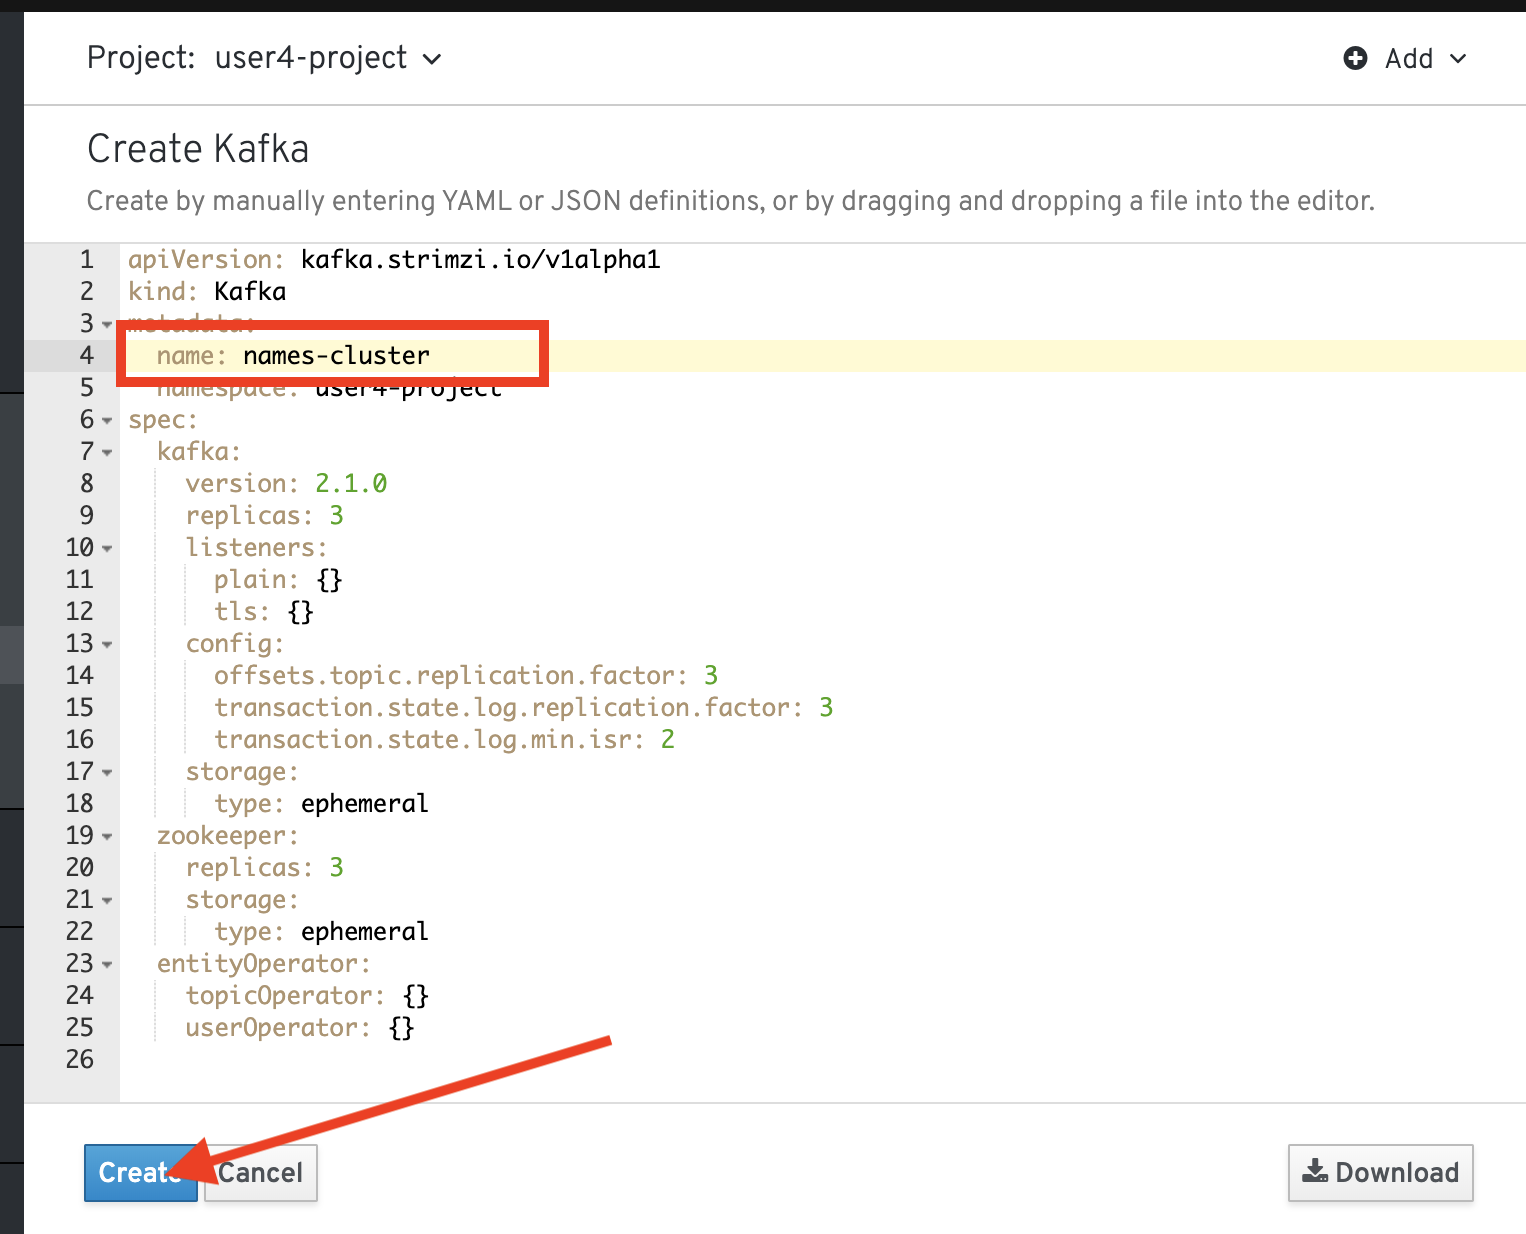 Project: user4-project
Add
Create Kafka
Create by manually entering YAML or JSON definitions, or by dragging and dropping a file into the editor.
1 apiVersion: kafka.strimzi.io/v1alpha1
2 kind: Kafka
3 metadata:
4 name: names-cluster
5 namespace: user4-project
6 spec:
7 kafka:
8 version: 2.1.0
9 replicas: 3
10 listeners:
11 plain: {}
12 tls: {}
13 config:
14 offsets.topic.replication.factor: 3
15 transaction.state.log.replication.factor: 3
16 transaction.state.log.min.isr: 2
17 storage:
18 type: ephemeral
19 zookeeper:
20 replicas: 3
21 storage:
22 type: ephemeral
23 entityOperator:
24 topicOperator: {}
25 userOperator: {}
26
Create Cancel Download